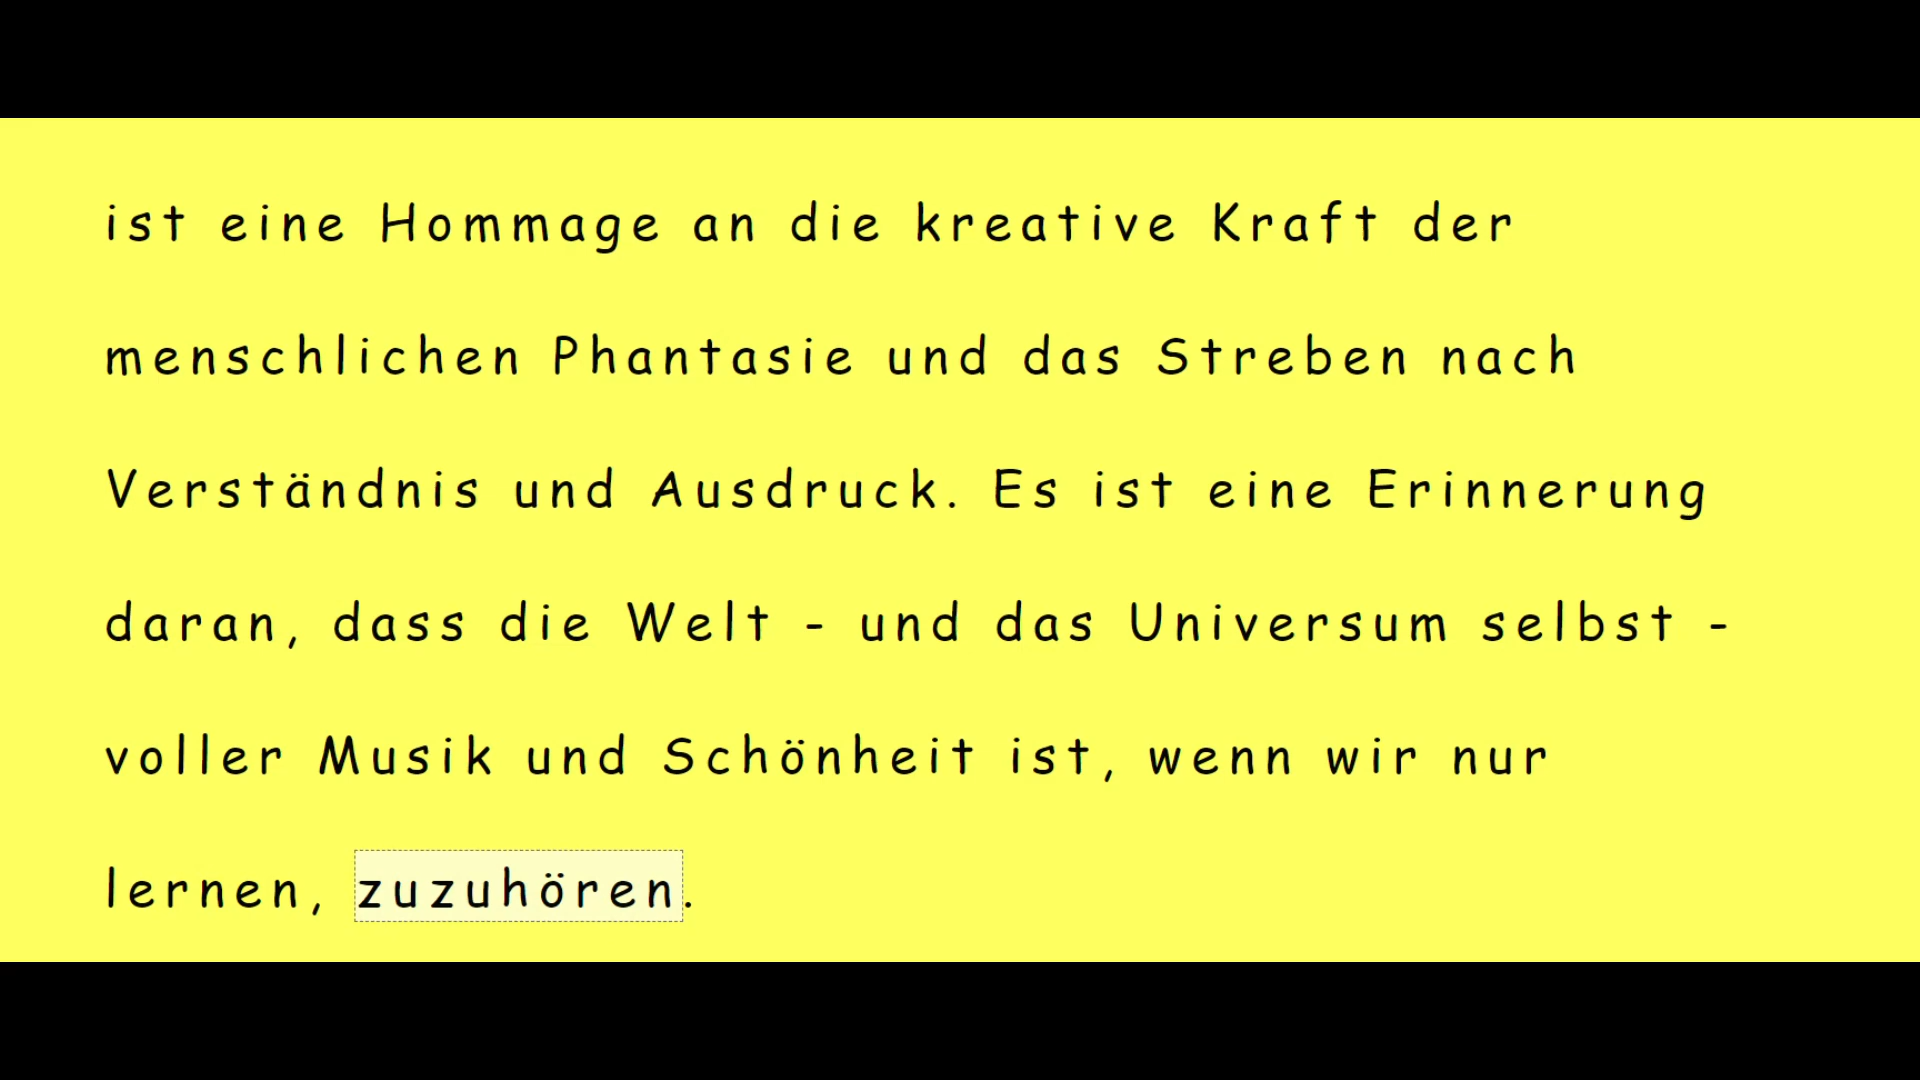 ist eine Hommage an die kreative Kraft der
menschlichen Phantasie und das Streben nach
Verständnis und Ausdruck. Es ist eine Erinnerung
daran, dass die Welt - und das Universum selbst -
voller Musik und Schönheit ist, wenn wir nur
lernen, zuzuhören.